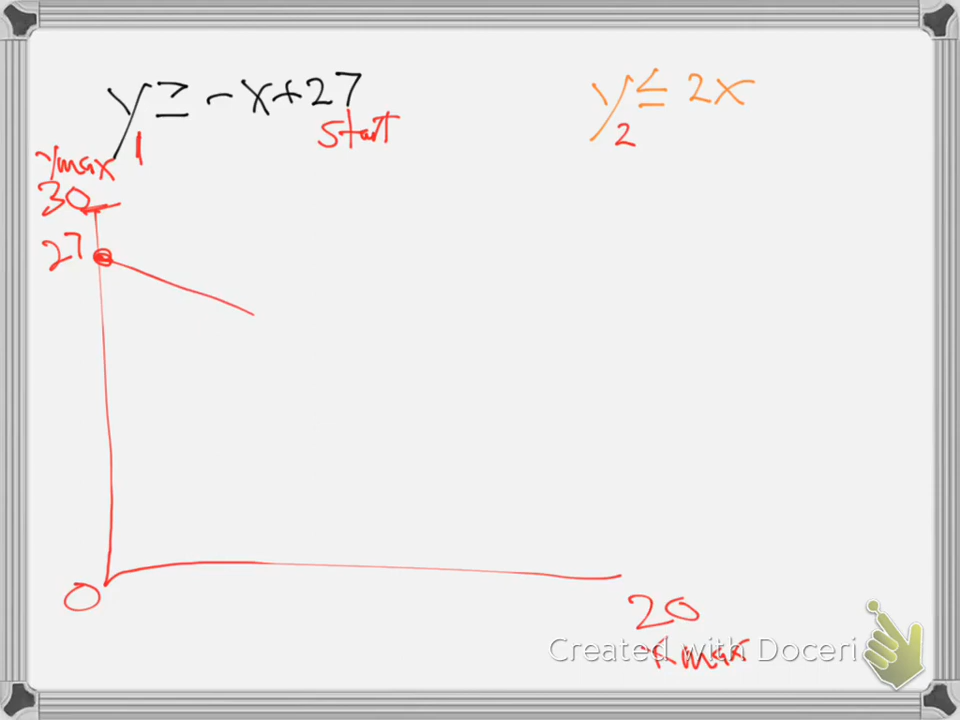 y ≥ -x+27
start
1
y ≤ 2x
2
Ymax
30
27
0
20
xmax
Created with Doceri